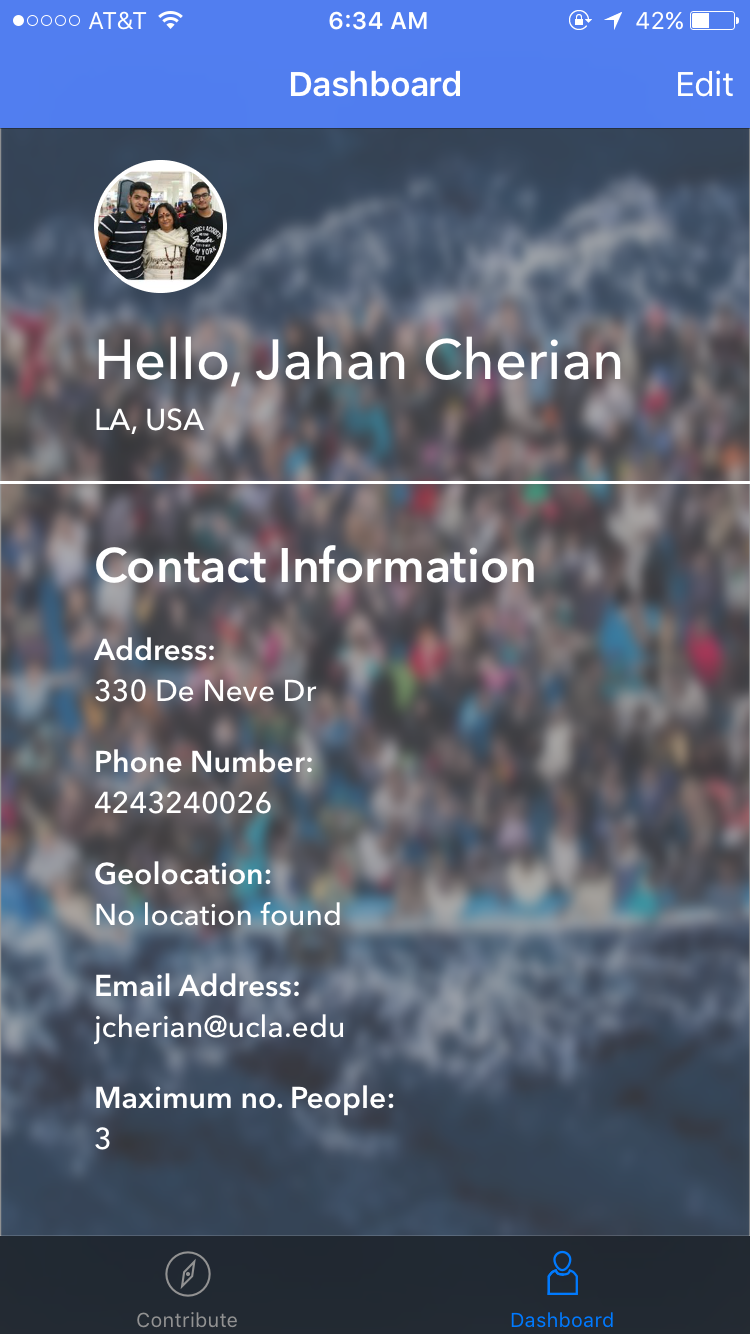 AT&T 6:34 AM 42%
Dashboard Edit
Hello, Jahan Cherian
LA, USA
Contact Information
Address:
330 De Neve Dr
Phone Number:
4243240026
Geolocation:
No location found
Email Address:
jcherian@ucla.edu
Maximum no. People:
3
Contribute Dashboard